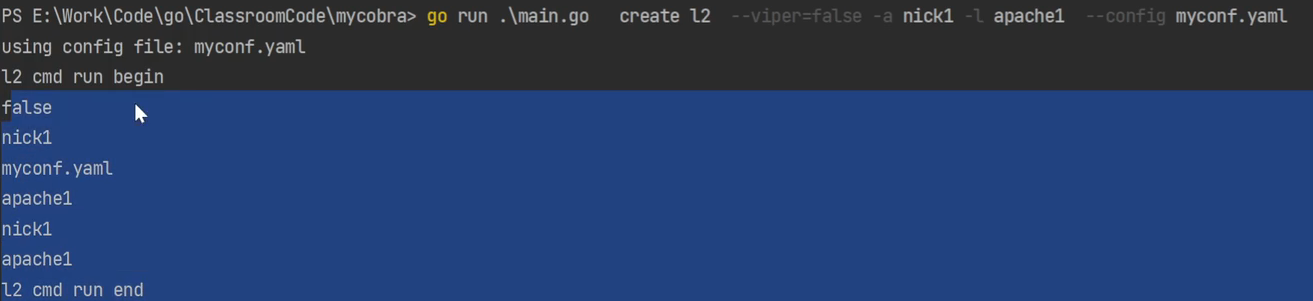 PS E:\Work\Code\go\ClassroomCode\mycobra> go run .\main.go   create l2  --viper=false -a nick1 -l apache1  --config myconf.yaml
using config file: myconf.yaml
l2 cmd run begin
false
nick1
myconf.yaml
apache1
nick1
apache1
l2 cmd run end